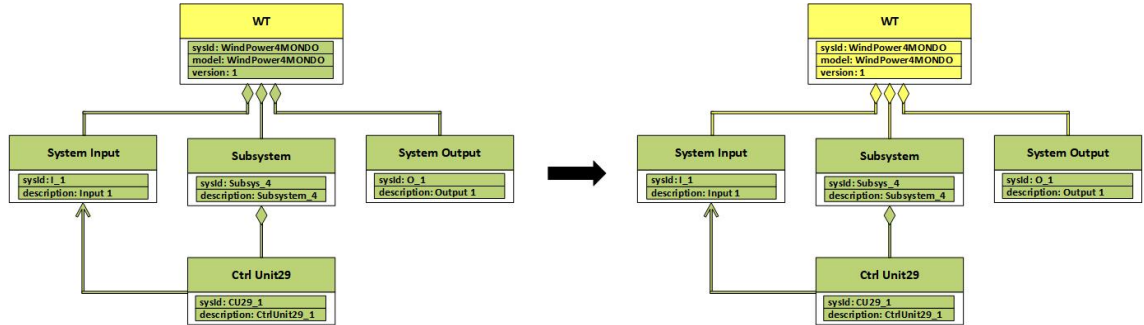 WT
sysId: WindPower4MONDO
model: WindPower4MONDO
version: 1
System Input
sysId: I_1
description: Input 1
Subsystem
sysId: Subsys_4
description: Subsystem_4
System Output
sysId: O_1
description: Output 1
Ctrl Unit29
sysId: CU29_1
description: CtrlUnit29_1
WT
sysId: WindPower4MONDO
model: WindPower4MONDO
version: 1
System Input
sysId: I_1
description: Input 1
Subsystem
sysId: Subsys_4
description: Subsystem_4
System Output
sysId: O_1
description: Output 1
Ctrl Unit29
sysId: CU29_1
description: CtrlUnit29_1